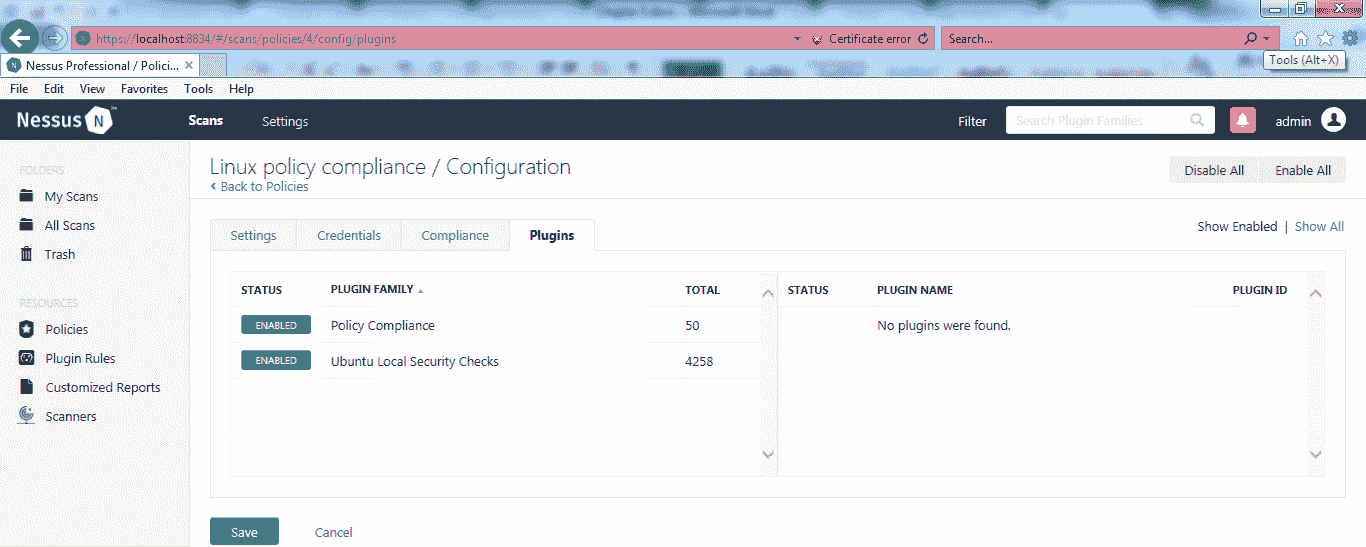 https://localhost:8834/#/scans/policies/4/config/plugins
Certificate error
Search...
Nessus Professional / Polici...
Tools (Alt+X)
File Edit View Favorites Tools Help
Nessus N ™
Scans
Settings
Filter
Search Plugin Families
admin
FOLDERS
My Scans
All Scans
Trash
RESOURCES
Policies
Plugin Rules
Customized Reports
Scanners
Linux policy compliance / Configuration
Back to Policies
Disable All
Enable All
Settings
Credentials
Compliance
Plugins
Show Enabled | Show All
STATUS PLUGIN FAMILY TOTAL
ENABLED Policy Compliance 50
ENABLED Ubuntu Local Security Checks 4258
STATUS PLUGIN NAME PLUGIN ID
No plugins were found.
Save
Cancel